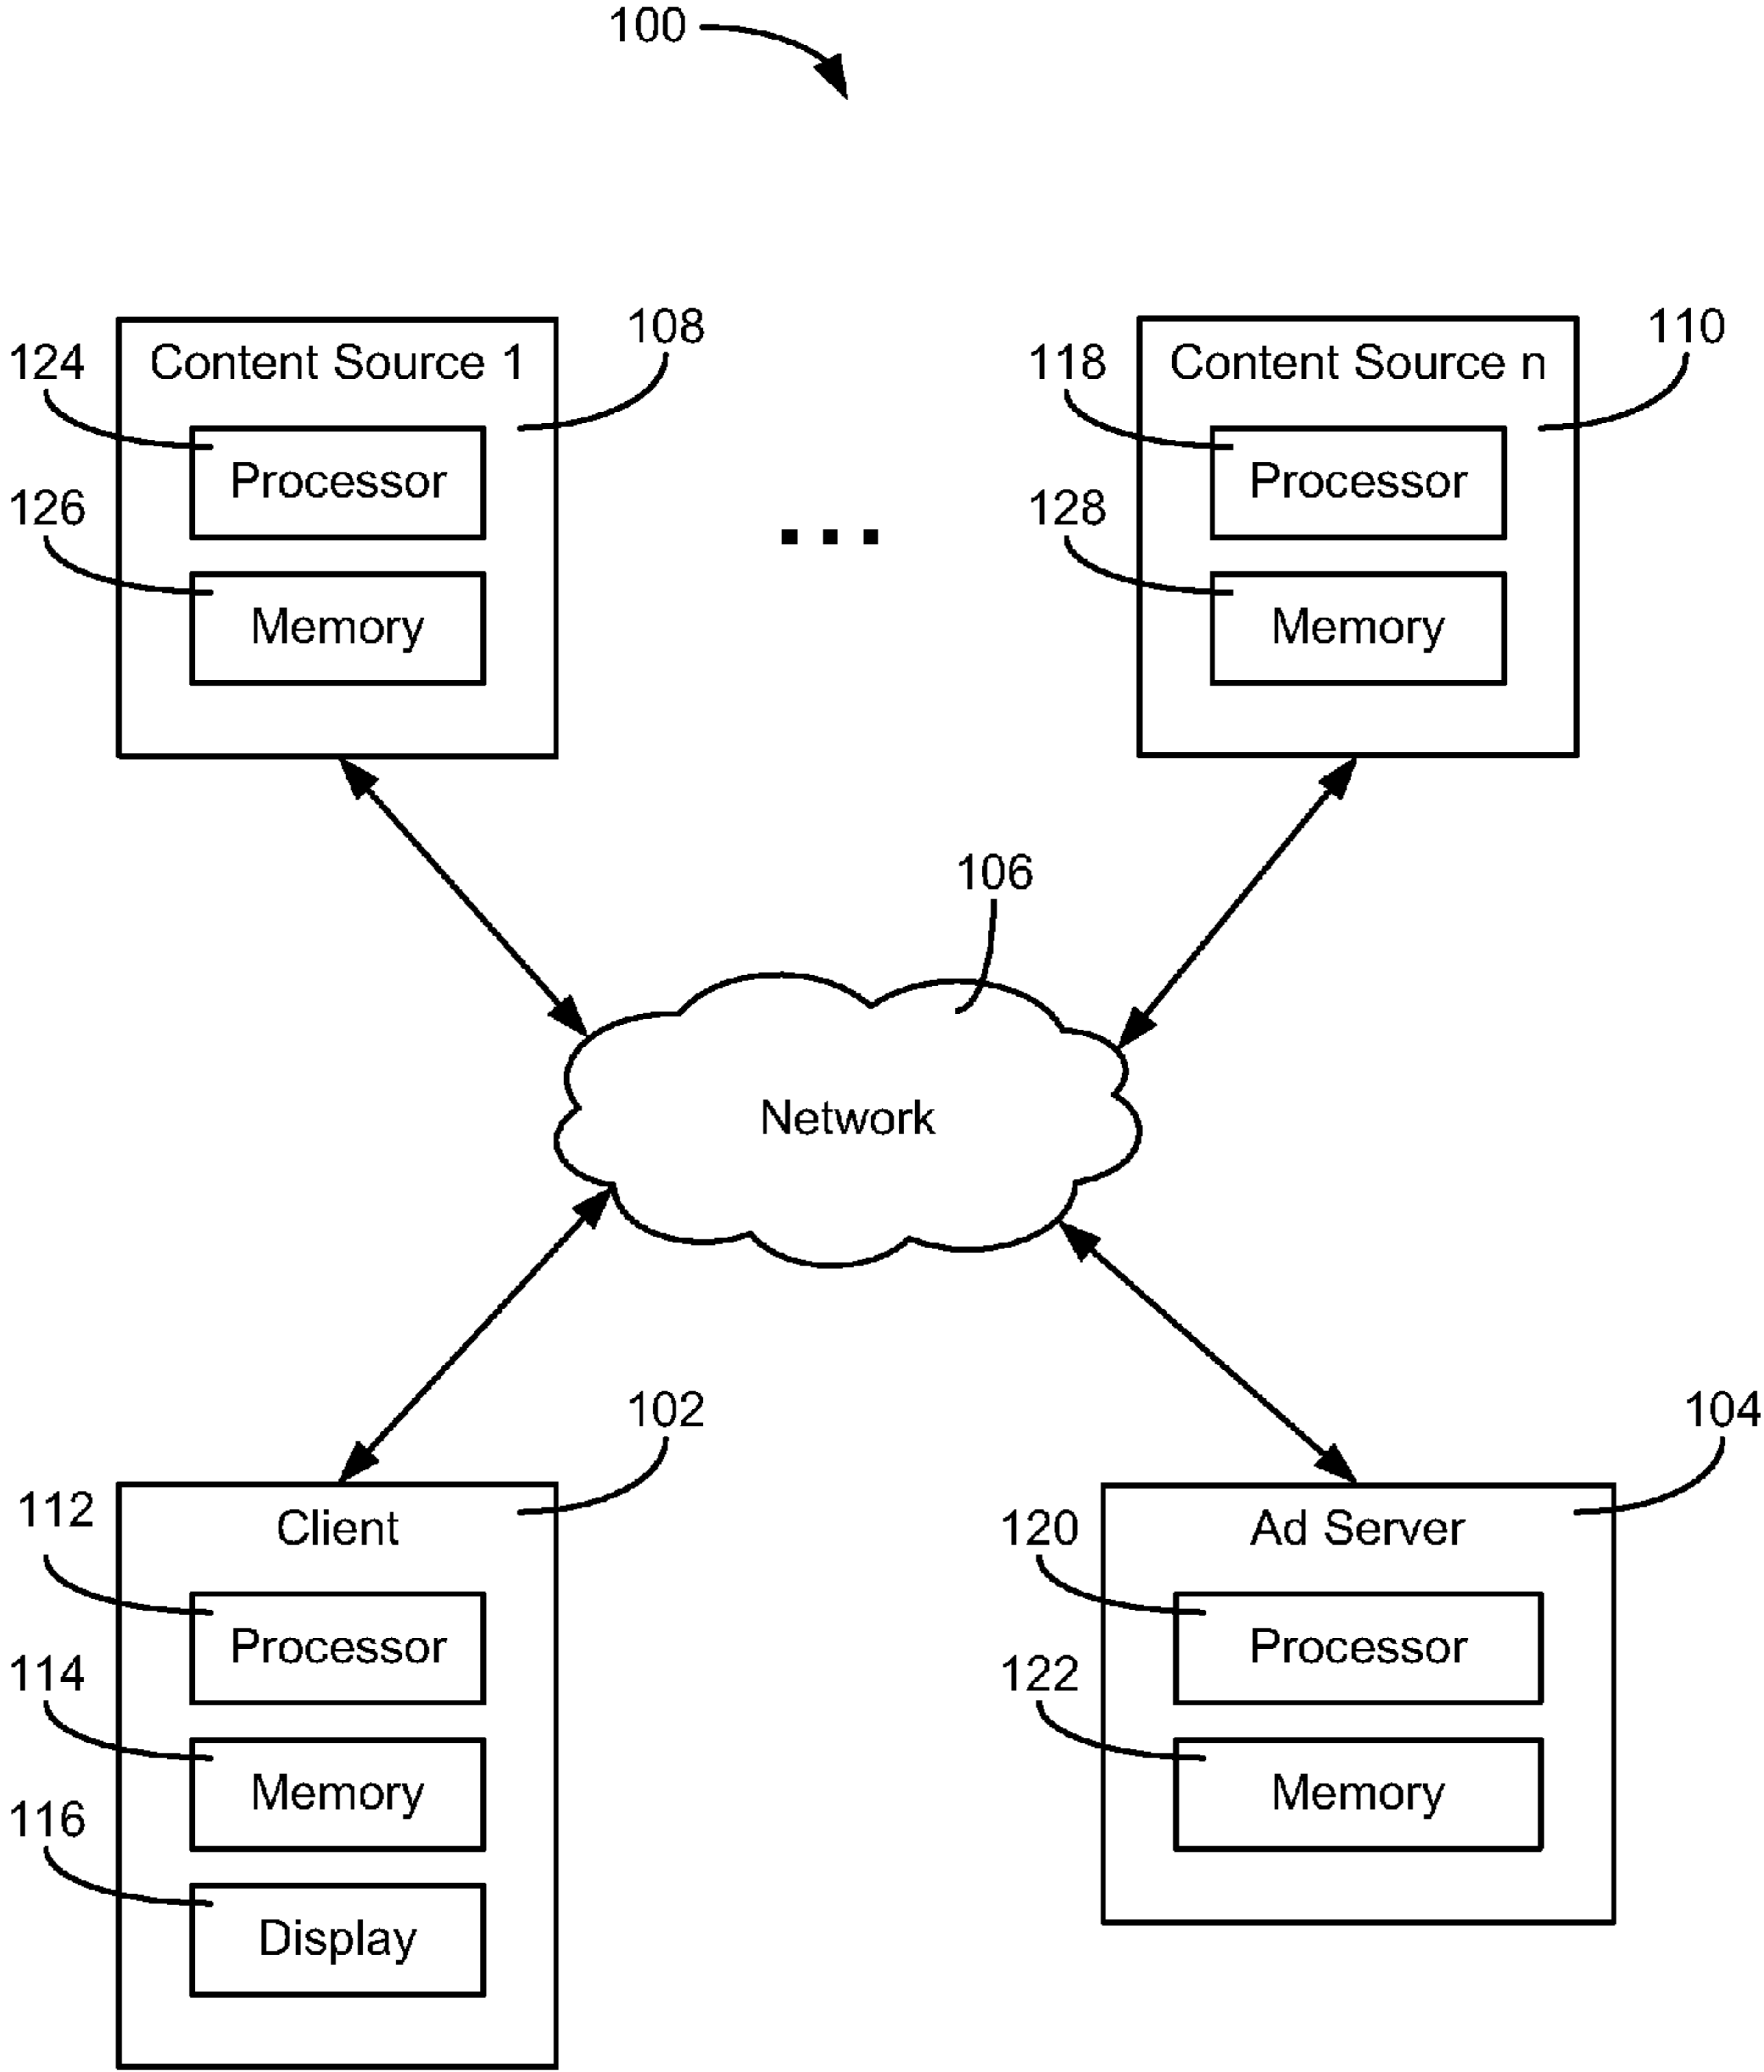 100
108
110
124
Content Source 1
118
Content Source n
Processor
Processor
126
128
...
Memory
Memory
106
Network
102
104
112
Client
120
Ad Server
Processor
Processor
114
122
Memory
Memory
116
Display